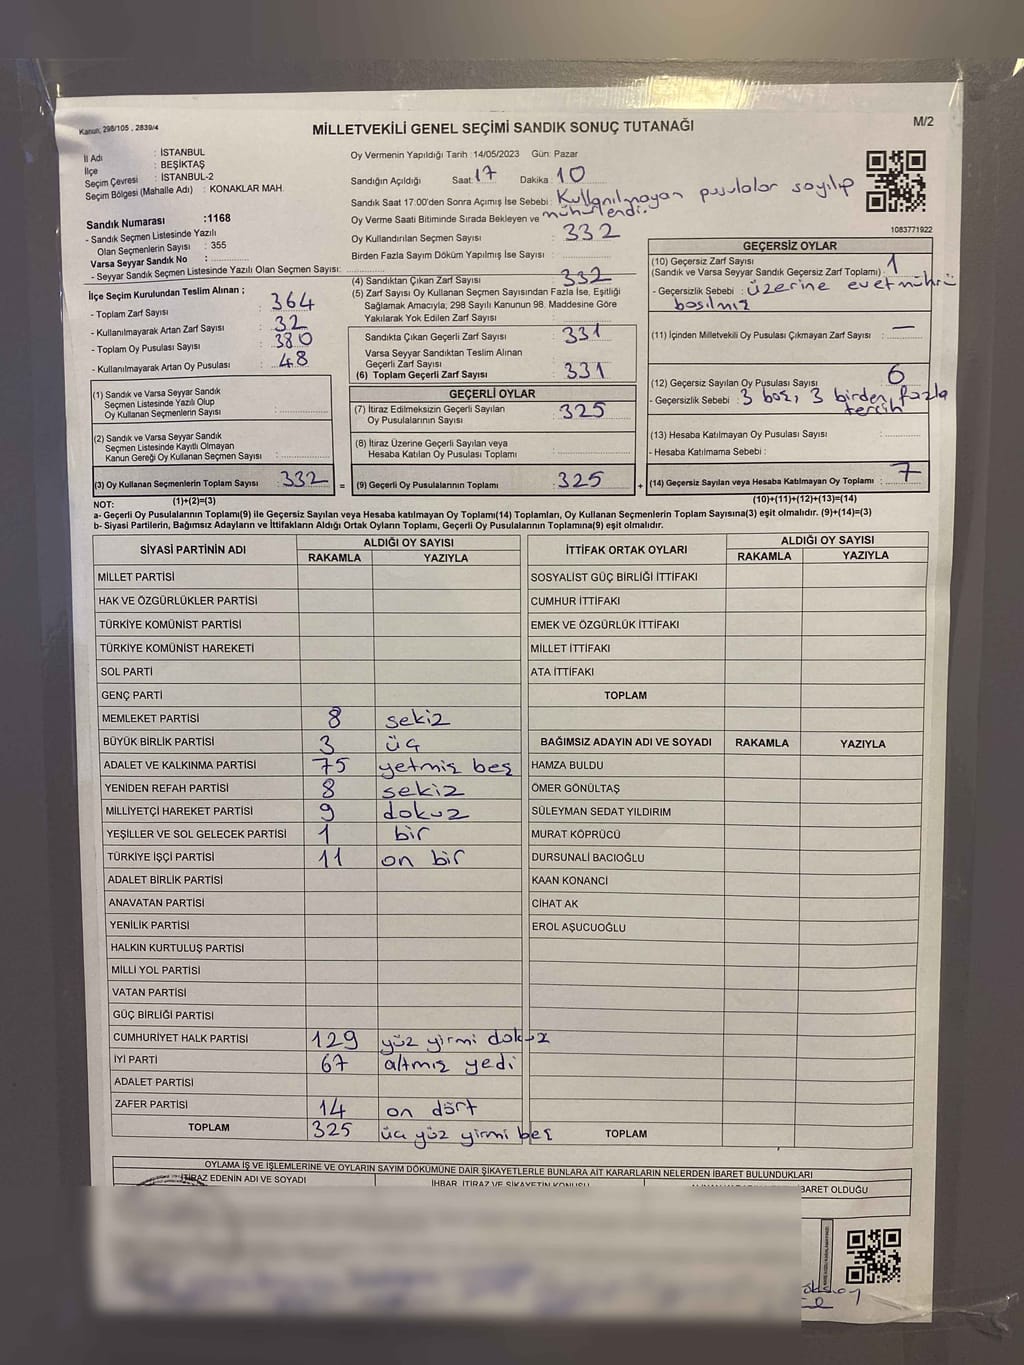 Kanun; 298/105 , 2839/4
MİLLETVEKİLİ GENEL SEÇİMİ SANDIK SONUÇ TUTANAĞI
M/2
İl Adı : İSTANBUL
İlçe : BEŞİKTAŞ
Seçim Çevresi : İSTANBUL-2
Seçim Bölgesi (Mahalle Adı) : KONAKLAR MAH.
Sandık Numarası :1168
- Sandık Seçmen Listesinde Yazılı
Olan Seçmenlerin Sayısı : 355
Varsa Seyyar Sandık No :
- Seyyar Sandık Seçmen Listesinde Yazılı Olan Seçmen Sayısı:
Oy Vermenin Yapıldığı Tarih :14/05/2023 Gün: Pazar
Sandığın Açıldığı Saat: 17 Dakika : 10
Sandık Saat 17:00'den Sonra Açımış İse Sebebi : Kullanılmayan pusulalar sayılıp
Oy Verme Saati Bitiminde Sırada Bekleyen ve mühürlendi.
Oy Kullandırılan Seçmen Sayısı : 332
Birden Fazla Sayım Döküm Yapılmış İse Sayısı :
1083771922
İlçe Seçim Kurulundan Teslim Alınan ;
- Toplam Zarf Sayısı : 364
- Kullanılmayarak Artan Zarf Sayısı : 32
- Toplam Oy Pusulası Sayısı : 380
- Kullanılmayarak Artan Oy Pusulası : 48
(1) Sandık ve Varsa Seyyar Sandık
Seçmen Listesinde Yazılı Olup
Oy Kullanan Seçmenlerin Sayısı :
(2) Sandık ve Varsa Seyyar Sandık
Seçmen Listesinde Kayıtlı Olmayan
Kanun Gereği Oy Kullanan Seçmen Sayısı :
(3) Oy Kullanan Seçmenlerin Toplam Sayısı : 332
(1)+(2)=(3)
(4) Sandıktan Çıkan Zarf Sayısı : 332
(5) Zarf Sayısı Oy Kullanan Seçmen Sayısından Fazla İse, Eşitliği
Sağlamak Amacıyla; 298 Sayılı Kanunun 98. Maddesine Göre
Yakılarak Yok Edilen Zarf Sayısı :
Sandıkta Çıkan Geçerli Zarf Sayısı : 331
Varsa Seyyar Sandıktan Teslim Alınan
Geçerli Zarf Sayısı :
(6) Toplam Geçerli Zarf Sayısı : 331
GEÇERLİ OYLAR
(7) İtiraz Edilmeksizin Geçerli Sayılan
Oy Pusulalarının Sayısı : 325
(8) İtiraz Üzerine Geçerli Sayılan veya
Hesaba Katılan Oy Pusulası Toplamı :
= (9) Geçerli Oy Pusulalarının Toplamı : 325 +
GEÇERSİZ OYLAR
(10) Geçersiz Zarf Sayısı
(Sandık ve Varsa Seyyar Sandık Geçersiz Zarf Toplamı) : 1
- Geçersizlik Sebebi : üzerine evet mührü
basılmış
(11) İçinden Milletvekili Oy Pusulası Çıkmayan Zarf Sayısı : —
(12) Geçersiz Sayılan Oy Pusulası Sayısı : 6
- Geçersizlik Sebebi : 3 boş, 3 birden fazla
tercih
(13) Hesaba Katılmayan Oy Pusulası Sayısı :
- Hesaba Katılmama Sebebi :
(14) Geçersiz Sayılan veya Hesaba Katılmayan Oy Toplamı : 7
(10)+(11)+(12)+(13)=(14)
NOT:
a- Geçerli Oy Pusulalarının Toplamı(9) ile Geçersiz Sayılan veya Hesaba katılmayan Oy Toplamı(14) Toplamları, Oy Kullanan Seçmenlerin Toplam Sayısına(3) eşit olmalıdır. (9)+(14)=(3)
b- Siyasi Partilerin, Bağımsız Adayların ve İttifakların Aldığı Ortak Oyların Toplamı, Geçerli Oy Pusulalarının Toplamına(9) eşit olmalıdır.
SİYASİ PARTİNİN ADI ALDIĞI OY SAYISI
RAKAMLA YAZIYLA
MİLLET PARTİSİ
HAK VE ÖZGÜRLÜKLER PARTİSİ
TÜRKİYE KOMÜNİST PARTİSİ
TÜRKİYE KOMÜNİST HAREKETİ
SOL PARTİ
GENÇ PARTİ
MEMLEKET PARTİSİ 8 sekiz
BÜYÜK BİRLİK PARTİSİ 3 üç
ADALET VE KALKINMA PARTİSİ 75 yetmiş beş
YENİDEN REFAH PARTİSİ 8 sekiz
MİLLİYETÇİ HAREKET PARTİSİ 9 dokuz
YEŞİLLER VE SOL GELECEK PARTİSİ 1 bir
TÜRKİYE İŞÇİ PARTİSİ 11 on bir
ADALET BİRLİK PARTİSİ
ANAVATAN PARTİSİ
YENİLİK PARTİSİ
HALKIN KURTULUŞ PARTİSİ
MİLLİ YOL PARTİSİ
VATAN PARTİSİ
GÜÇ BİRLİĞİ PARTİSİ
CUMHURİYET HALK PARTİSİ 129 yüz yirmi dokuz
İYİ PARTİ 67 altmış yedi
ADALET PARTİSİ
ZAFER PARTİSİ 14 on dört
TOPLAM 325 üç yüz yirmi beş
İTTİFAK ORTAK OYLARI ALDIĞI OY SAYISI
RAKAMLA YAZIYLA
SOSYALİST GÜÇ BİRLİĞİ İTTİFAKI
CUMHUR İTTİFAKI
EMEK VE ÖZGÜRLÜK İTTİFAKI
MİLLET İTTİFAKI
ATA İTTİFAKI
TOPLAM
BAĞIMSIZ ADAYIN ADI VE SOYADI RAKAMLA YAZIYLA
HAMZA BULDU
ÖMER GÖNÜLTAŞ
SÜLEYMAN SEDAT YILDIRIM
MURAT KÖPRÜCÜ
DURSUNALİ BACIOĞLU
KAAN KONANCİ
CİHAT AK
EROL AŞUCUOĞLU
TOPLAM
OYLAMA İŞ VE İŞLEMLERİNE VE OYLARIN SAYIM DÖKÜMÜNE DAİR ŞİKAYETLERLE BUNLARA AİT KARARLARIN NELERDEN İBARET BULUNDUKLARI
İTİRAZ EDENİN ADI VE SOYADI İHBAR, İTİRAZ VE ŞİKAYETİN KONUSU İBARET OLDUĞU